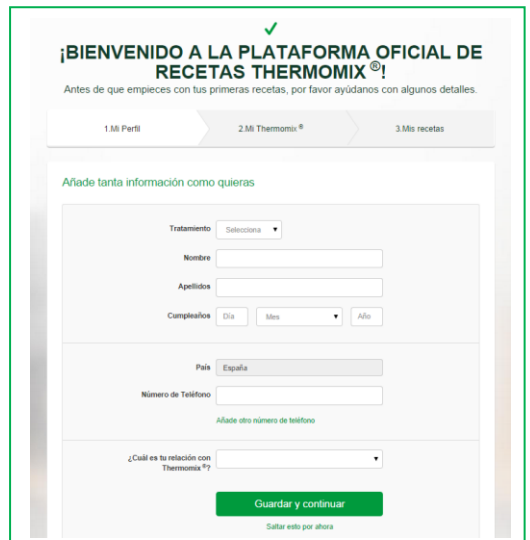 ¡BIENVENIDO A LA PLATAFORMA OFICIAL DE
RECETAS THERMOMIX ®!
Antes de que empieces con tus primeras recetas, por favor ayúdanos con algunos detalles.
1.Mi Perfil
2.Mi Thermomix ®
3.Mis recetas
Añade tanta información como quieras
Tratamiento Selecciona
Nombre
Apellidos
Cumpleaños Día Mes Año
País España
Número de Teléfono
Añade otro número de teléfono
¿Cuál es tu relación con
Thermomix ®?
Guardar y continuar
Saltar esto por ahora